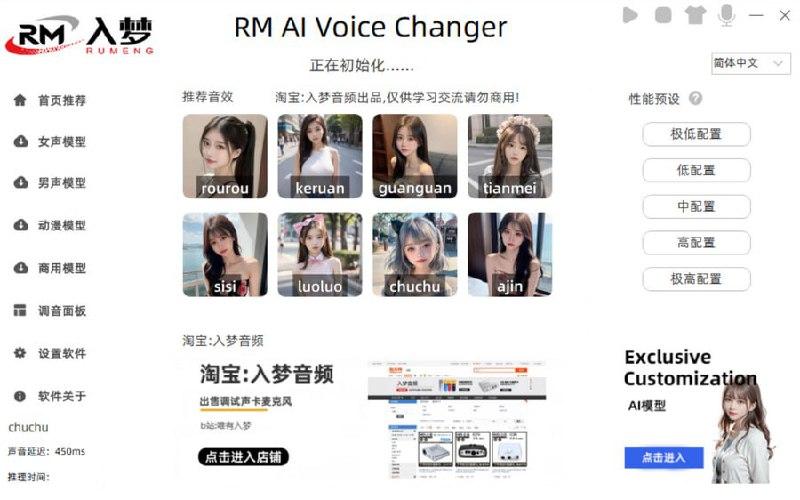 RM 入梦
RUMENG
RM AI Voice Changer
正在初始化......
简体中文
首页推荐
女声模型
男声模型
动漫模型
商用模型
调音面板
设置软件
软件关于
chuchu
声音延迟: 450ms
推理时间:
推荐音效
淘宝:入梦音频出品,仅供学习交流请勿商用!
rourou
keruan
guanguan
tianmei
sisi
luoluo
chuchu
ajin
淘宝:入梦音频
淘宝:入梦音频
出售调试声卡麦克风
b站:唯有入梦
点击进入店铺
入梦音频
性能预设 ?
极低配置
低配置
中配置
高配置
极高配置
Exclusive
Customization
AI模型
点击进入